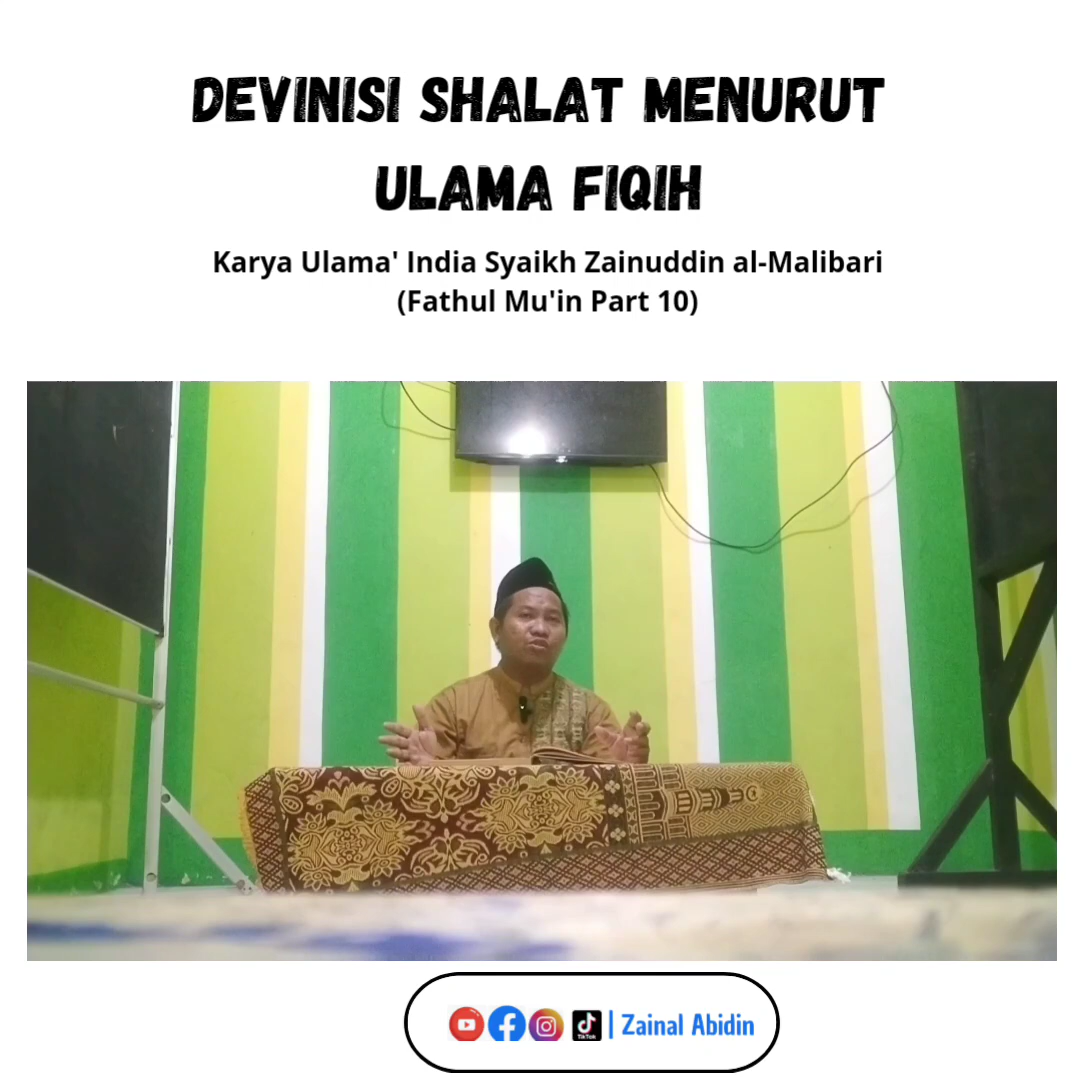 DEVINISI SHALAT MENURUT
ULAMA FIQIH
Karya Ulama' India Syaikh Zainuddin al-Malibari
(Fathul Mu'in Part 10)
TikTok | Zainal Abidin